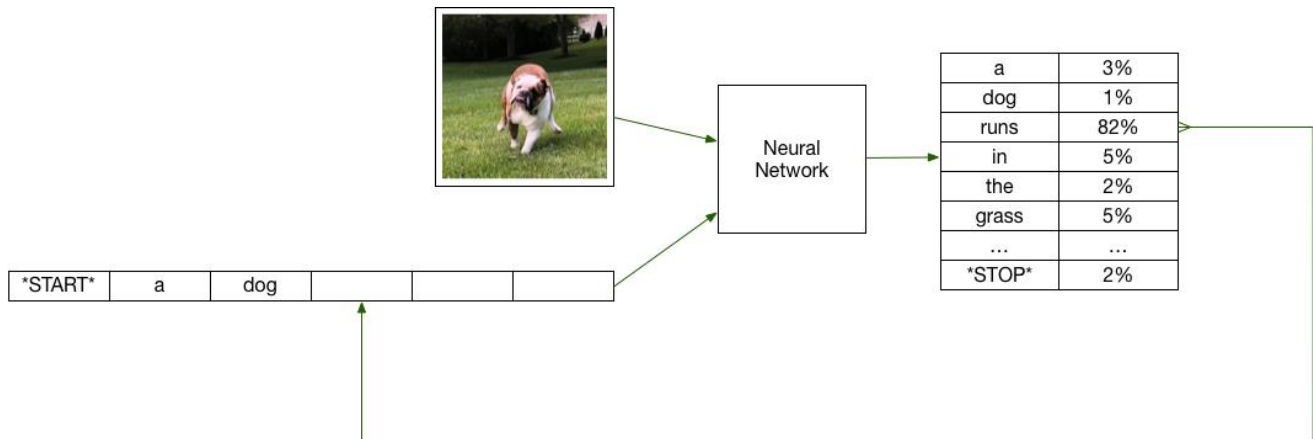 Neural
Network
a 3%
dog 1%
runs 82%
in 5%
the 2%
grass 5%
... ...
*STOP* 2%
*START* a dog